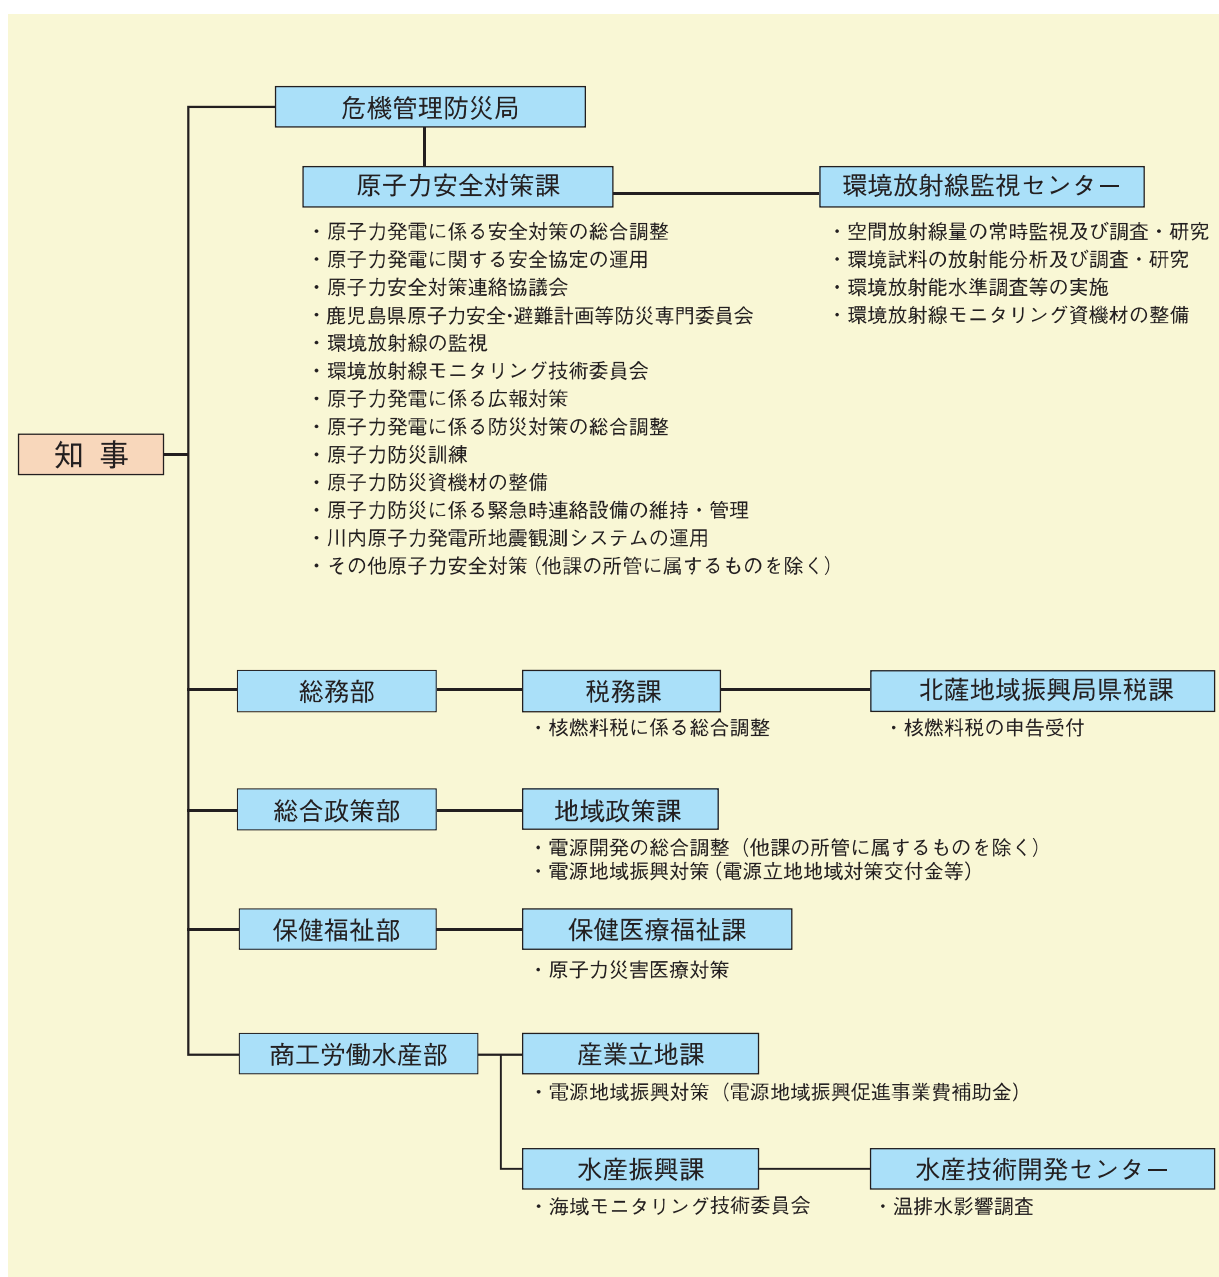 危機管理防災局
原子力安全対策課
・原子力発電に係る安全対策の総合調整
・原子力発電に関する安全協定の運用
・原子力安全対策連絡協議会
・鹿児島県原子力安全・避難計画等防災専門委員会
・環境放射線の監視
・環境放射線モニタリング技術委員会
・原子力発電に係る広報対策
・原子力発電に係る防災対策の総合調整
・原子力防災訓練
・原子力防災資機材の整備
・原子力防災に係る緊急時連絡設備の維持・管理
・川内原子力発電所地震観測システムの運用
・その他原子力安全対策（他課の所管に属するものを除く）
環境放射線監視センター
・空間放射線量の常時監視及び調査・研究
・環境試料の放射能分析及び調査・研究
・環境放射能水準調査等の実施
・環境放射線モニタリング資機材の整備
知事
総務部
税務課
・核燃料税に係る総合調整
北薩地域振興局県税課
・核燃料税の申告受付
総合政策部
地域政策課
・電源開発の総合調整（他課の所管に属するものを除く）
・電源地域振興対策（電源立地地域対策交付金等）
保健福祉部
保健医療福祉課
・原子力災害医療対策
商工労働水産部
産業立地課
・電源地域振興対策（電源地域振興促進事業費補助金）
水産振興課
・海域モニタリング技術委員会
水産技術開発センター
・温排水影響調査